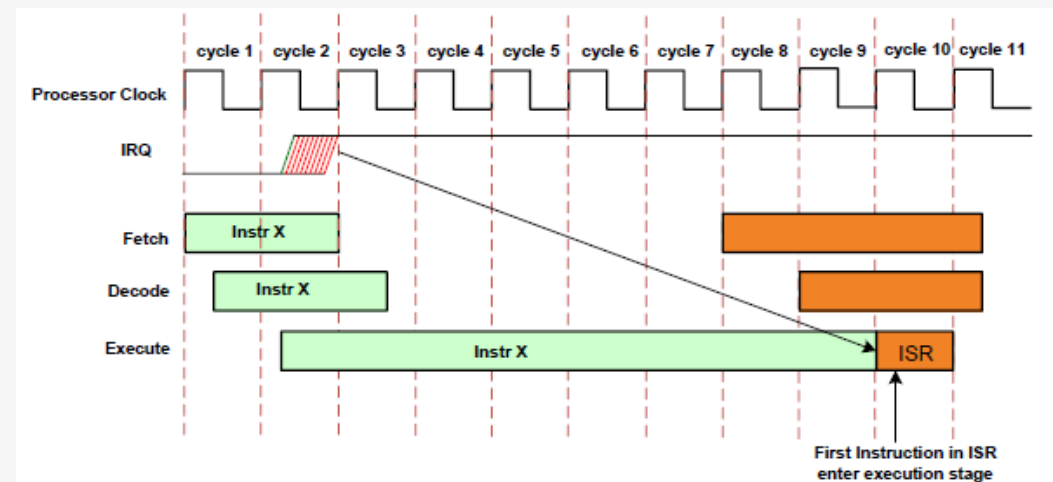 cycle 1 cycle 2 cycle 3 cycle 4 cycle 5 cycle 6 cycle 7 cycle 8 cycle 9 cycle 10 cycle 11
Processor Clock
IRQ
Fetch Instr X
Decode Instr X
Execute Instr X ISR
First Instruction in ISR
enter execution stage